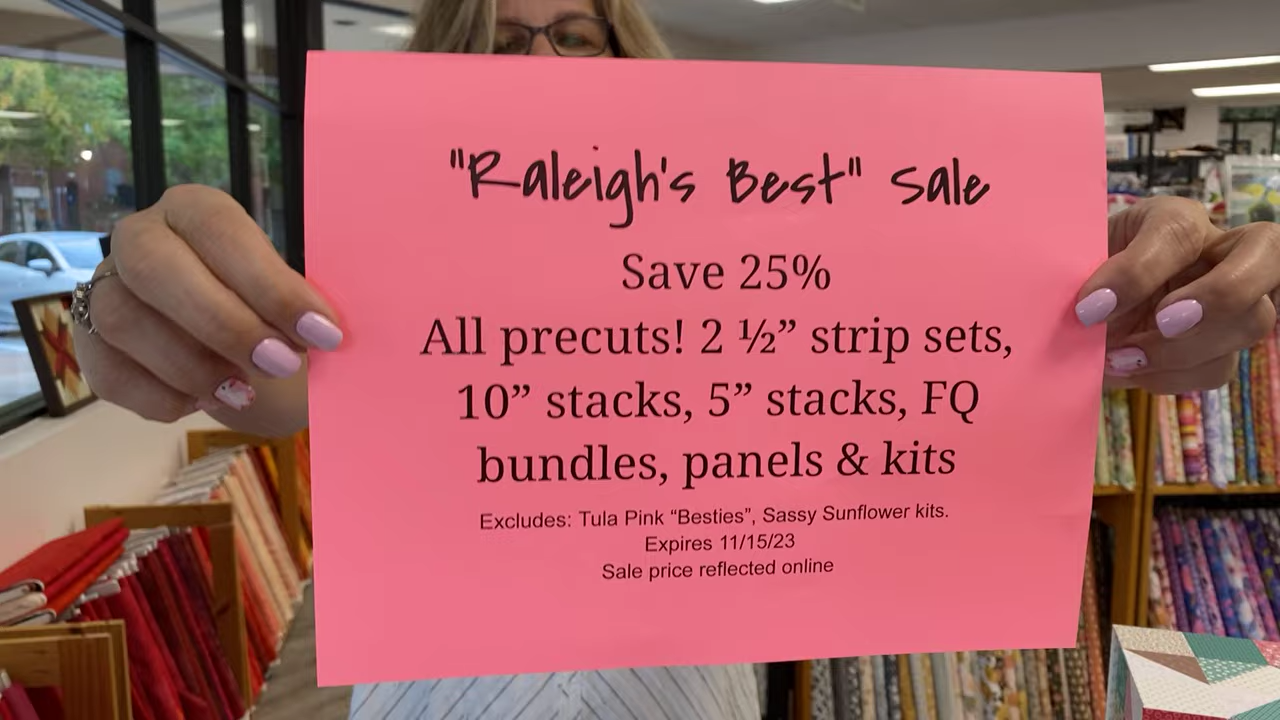 "Raleigh's Best" Sale
Save 25%
All precuts! 2 ½” strip sets,
10” stacks, 5” stacks, FQ
bundles, panels & kits
Excludes: Tula Pink “Besties”, Sassy Sunflower kits.
Expires 11/15/23
Sale price reflected online